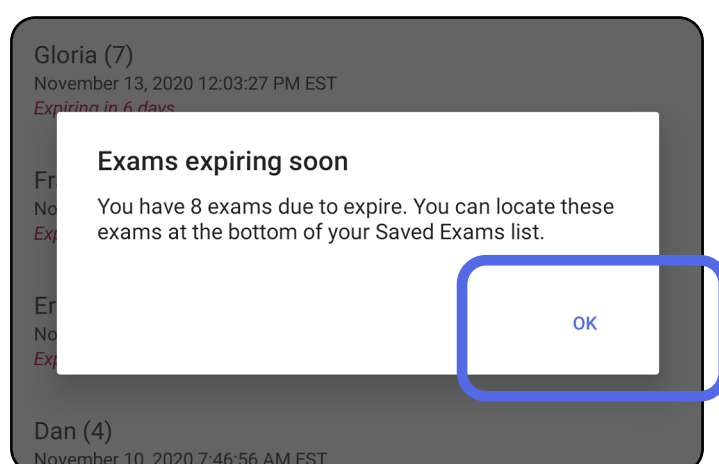 Gloria (7)
November 13, 2020 12:03:27 PM EST
Expiring in 6 days
Exams expiring soon
You have 8 exams due to expire. You can locate these
exams at the bottom of your Saved Exams list.
OK
Dan (4)
November 10, 2020 7:46:56 AM EST